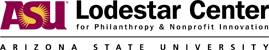 ASU Lodestar Center
for Philanthropy & Nonprofit Innovation
ARIZONA STATE UNIVERSITY